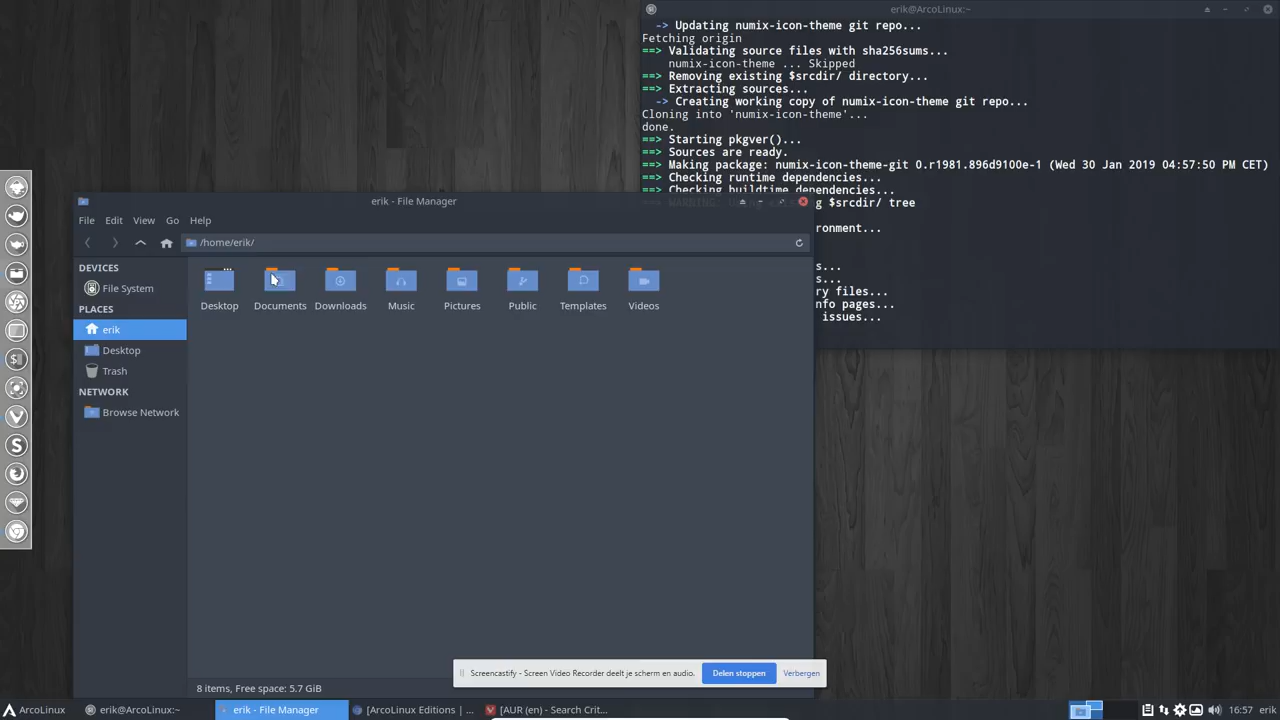 erik@ArcoLinux:~
-> Updating numix-icon-theme git repo...
Fetching origin
==> Validating source files with sha256sums...
numix-icon-theme ... Skipped
==> Removing existing $srcdir/ directory...
==> Extracting sources...
-> Creating working copy of numix-icon-theme git repo...
Cloning into 'numix-icon-theme'...
done.
==> Starting pkgver()...
==> Sources are ready.
==> Making package: numix-icon-theme-git 0.r1981.896d9100e-1 (Wed 30 Jan 2019 04:57:50 PM CET)
==> Checking runtime dependencies...
==> Checking buildtime dependencies...
==> WARNING: Using existing $srcdir/ tree
ronment...
s...
s...
ry files...
nfo pages...
issues...
erik - File Manager
File Edit View Go Help
/home/erik/
DEVICES
File System
PLACES
erik
Desktop
Trash
NETWORK
Browse Network
Desktop Documents Downloads Music Pictures Public Templates Videos
8 items, Free space: 5.7 GiB
Screencastify - Screen Video Recorder deelt je scherm en audio. Delen stoppen Verbergen
ArcoLinux erik@ArcoLinux:~ erik - File Manager [ArcoLinux Editions | ... [AUR (en) - Search Crit... 16:57 erik